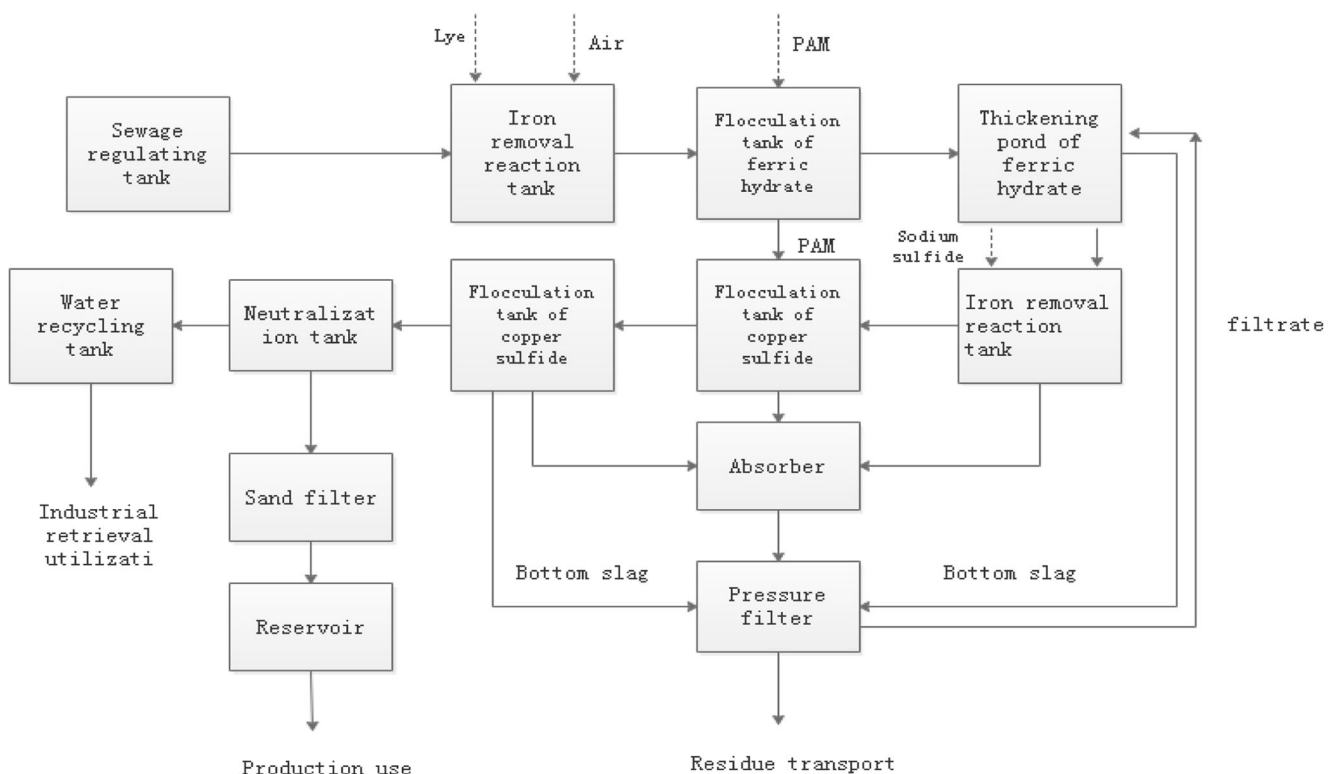 Lye
Air
PAM
Sewage
regulating
tank
Iron
removal
reaction
tank
Flocculation
tank of
ferric
hydrate
Thickening
pond of
ferric
hydrate
PAM
Sodium
sulfide
Water
recycling
tank
Neutralizat
ion tank
Flocculation
tank of
copper
sulfide
Flocculation
tank of
copper
sulfide
Iron removal
reaction
tank
filtrate
Absorber
Sand filter
Industrial
retrieval
utilizati
Bottom slag
Bottom slag
Pressure
filter
Reservoir
Production use
Residue transport